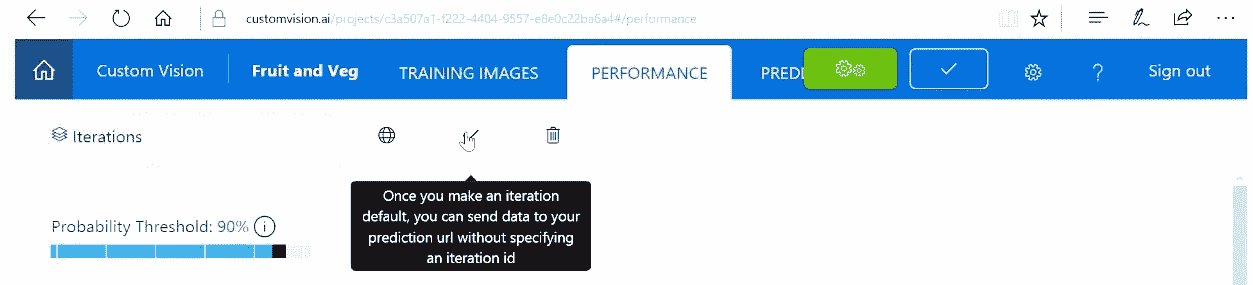 customvision.ai/projects/c3a507a1-f222-4404-9557-e8e0c22ba6a4#/performance
Custom Vision Fruit and Veg TRAINING IMAGES PERFORMANCE PREDI ? Sign out
Iterations
Once you make an iteration
default, you can send data to your
prediction url without specifying
an iteration id
Probability Threshold: 90% i